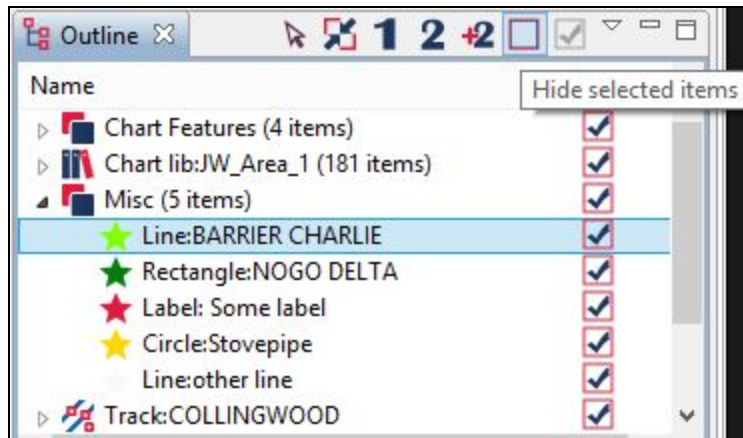 Outline
1 2 +2
Name
Hide selected items
Chart Features (4 items)
Chart lib:JW_Area_1 (181 items)
Misc (5 items)
Line:BARRIER CHARLIE
Rectangle:NOGO DELTA
Label: Some label
Circle:Stovepipe
Line:other line
Track:COLLINGWOOD